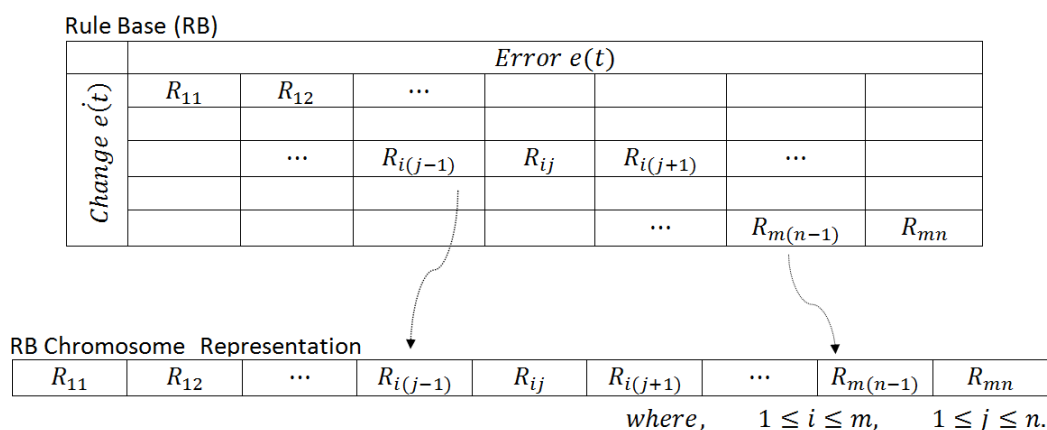 Rule Base (RB)
Error e(t)
Change ė(t)
R₁₁ R₁₂ ⋯
⋯ Rᵢ₍ⱼ₋₁₎ Rᵢⱼ Rᵢ₍ⱼ₊₁₎ ⋯
⋯ Rₘ₍ₙ₋₁₎ Rₘₙ
RB Chromosome Representation
R₁₁ R₁₂ ⋯ Rᵢ₍ⱼ₋₁₎ Rᵢⱼ Rᵢ₍ⱼ₊₁₎ ⋯ Rₘ₍ₙ₋₁₎ Rₘₙ
where, 1 ≤ i ≤ m, 1 ≤ j ≤ n.